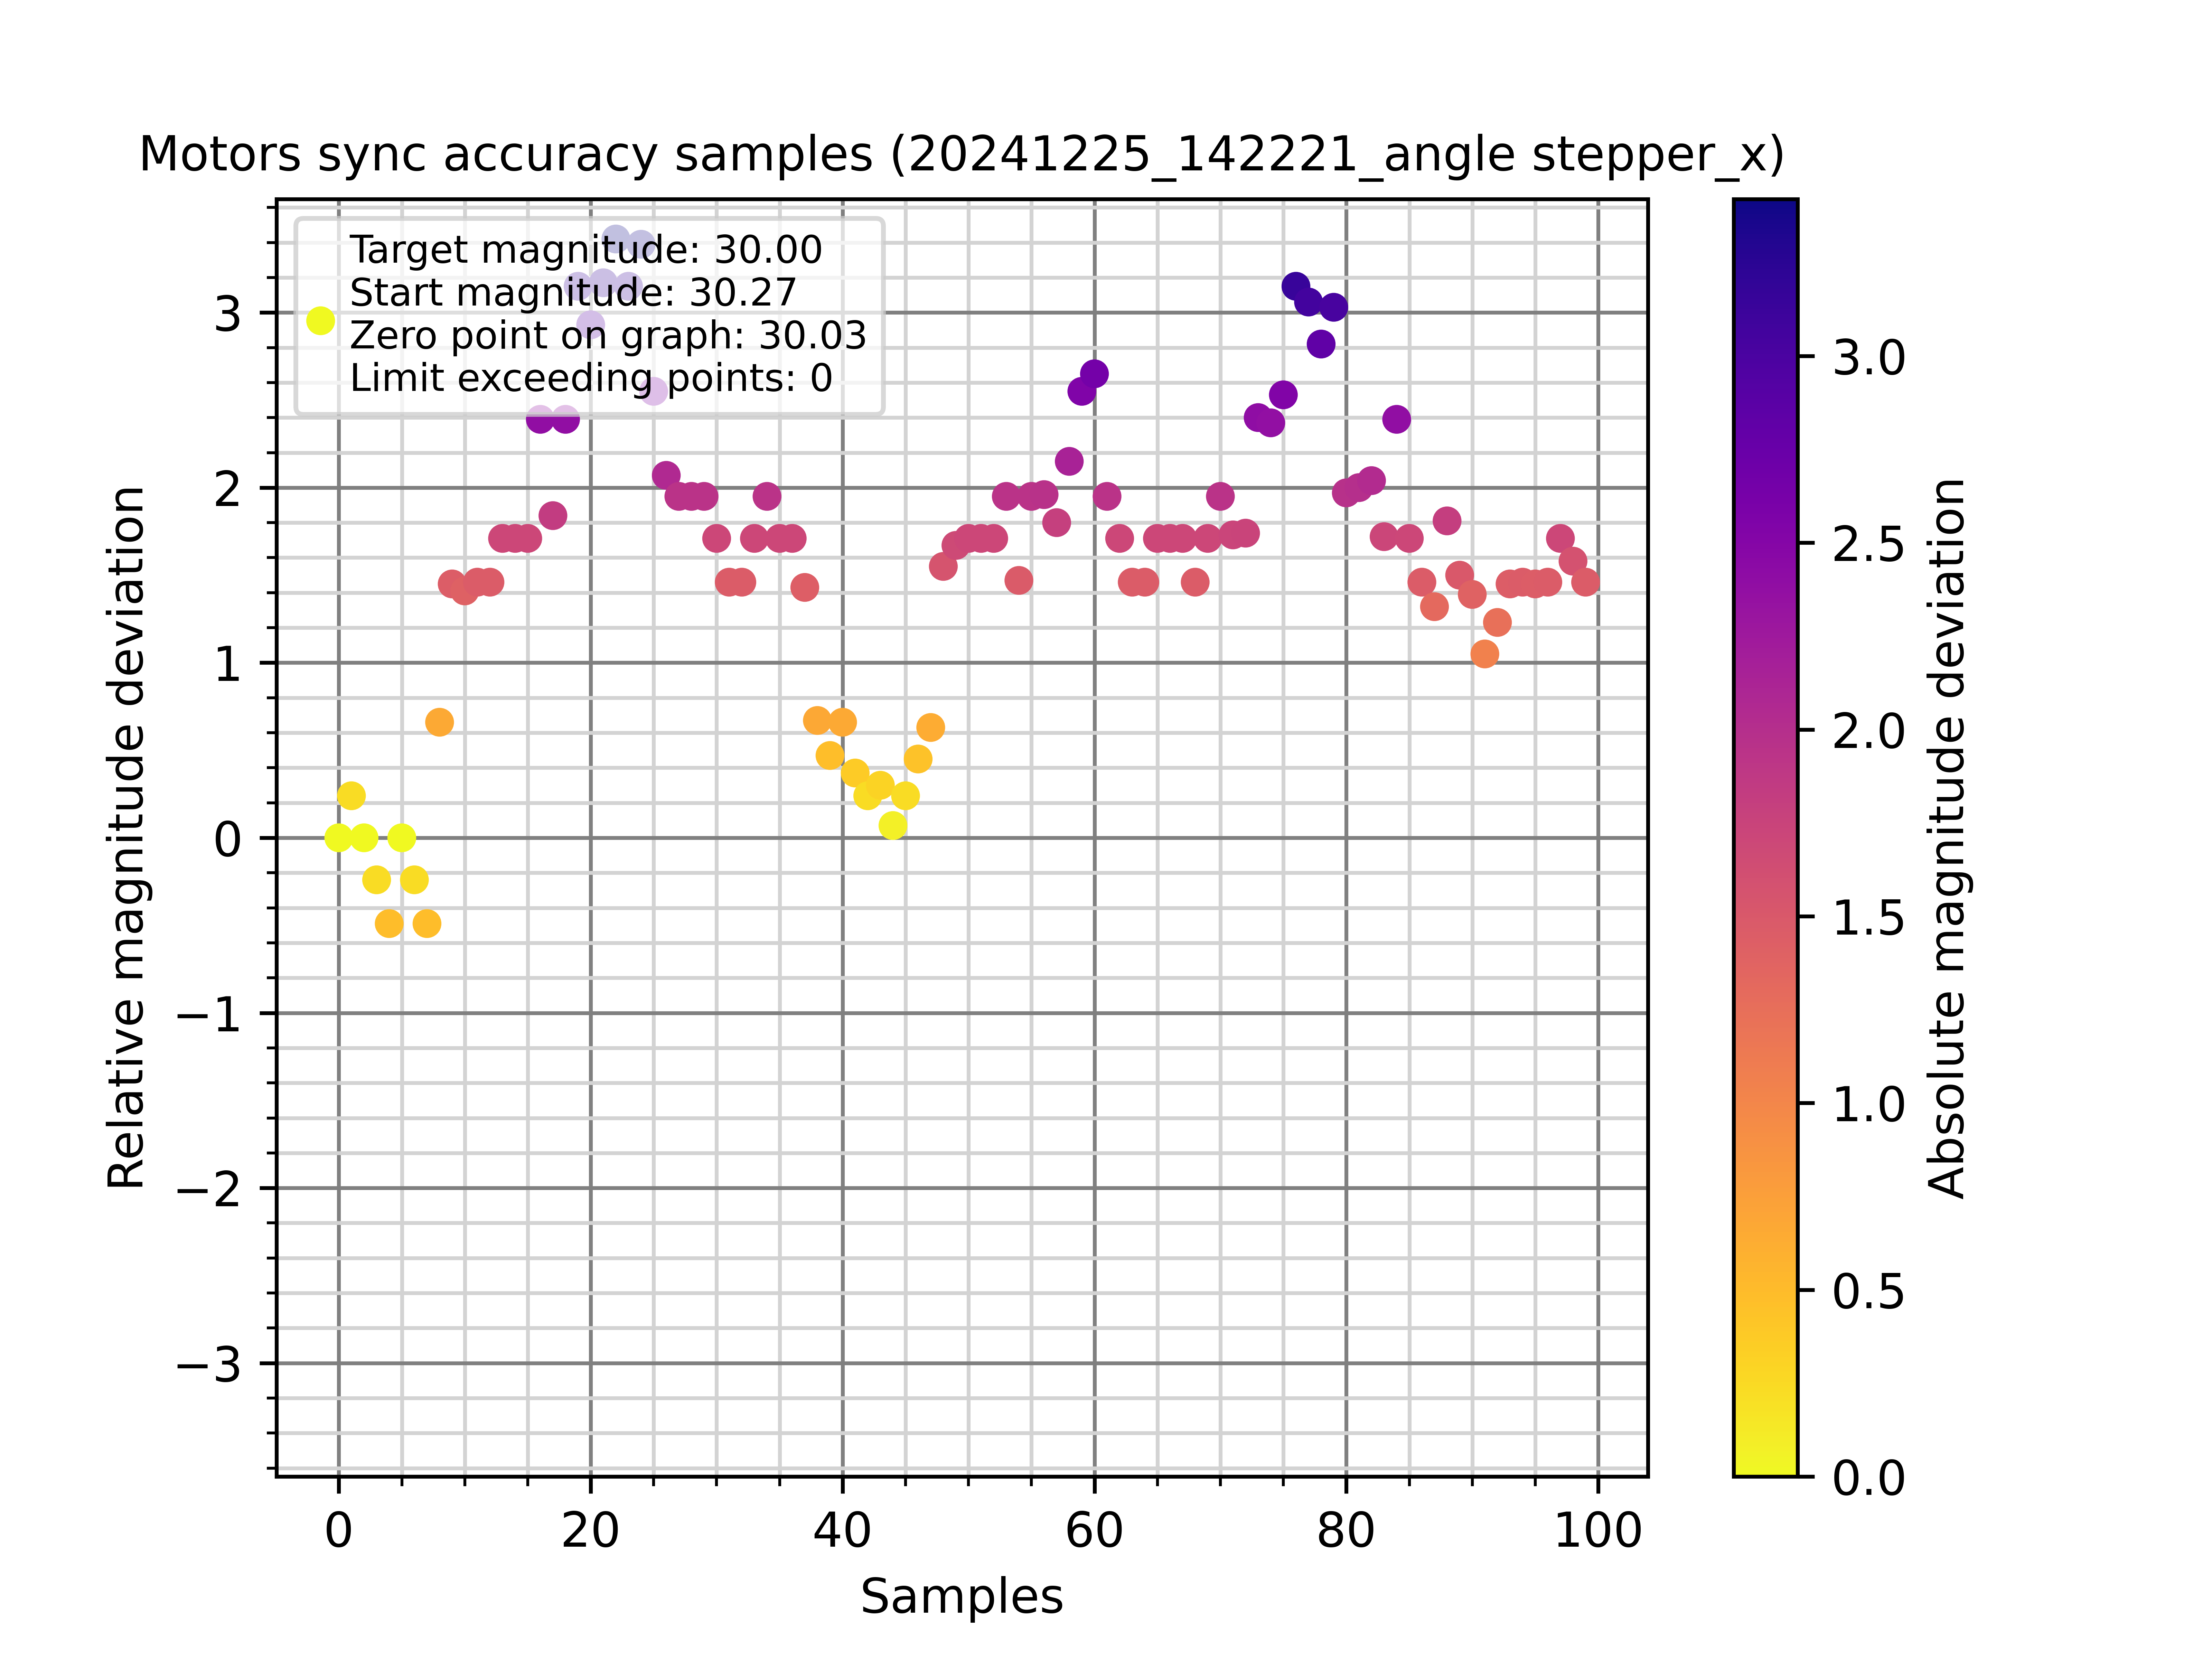 Motors sync accuracy samples (20241225_142221_angle stepper_x)
Target magnitude: 30.00
Start magnitude: 30.27
Zero point on graph: 30.03
Limit exceeding points: 0
Relative magnitude deviation
3
2
1
0
−1
−2
−3
0 20 40 60 80 100
Samples
3.0
2.5
2.0
1.5
1.0
0.5
0.0
Absolute magnitude deviation